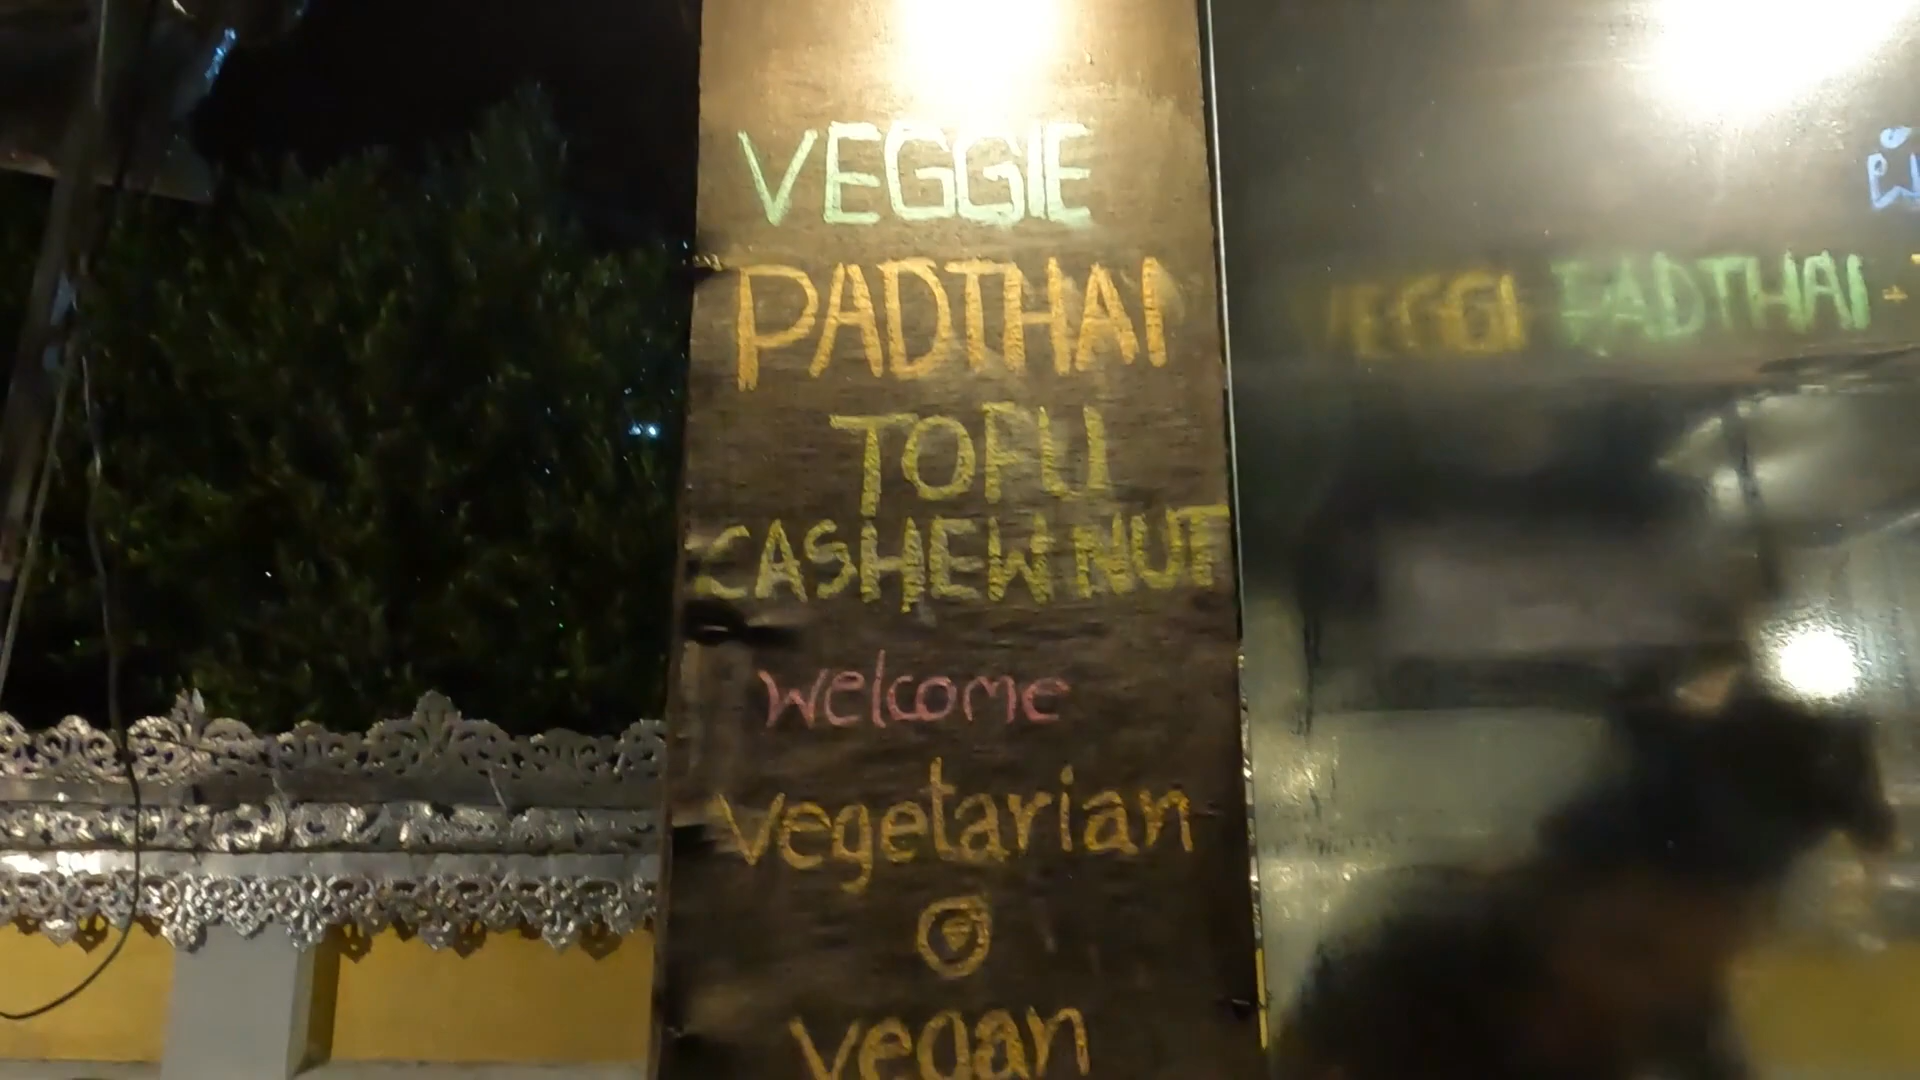 VEGGIE
PADTHAI
TOFU
CASHEW NUT
welcome
vegetarian
vegan
VEGGI PADTHAI +